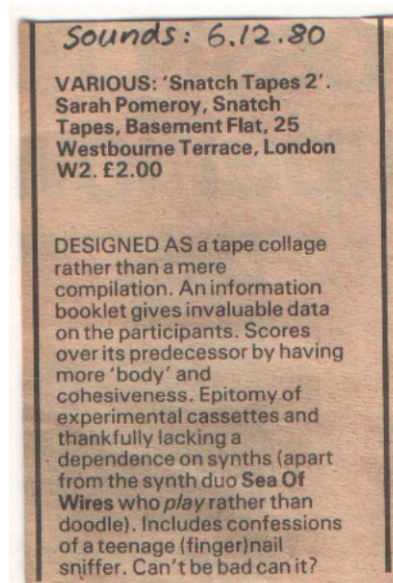 Sounds: 6.12.80
VARIOUS: 'Snatch Tapes 2'.
Sarah Pomeroy, Snatch
Tapes, Basement Flat, 25
Westbourne Terrace, London
W2. £2.00
DESIGNED AS a tape collage
rather than a mere
compilation. An information
booklet gives invaluable data
on the participants. Scores
over its predecessor by having
more 'body' and
cohesiveness. Epitomy of
experimental cassettes and
thankfully lacking a
dependence on synths (apart
from the synth duo Sea Of
Wires who play rather than
doodle). Includes confessions
of a teenage (finger)nail
sniffer. Can't be bad can it?